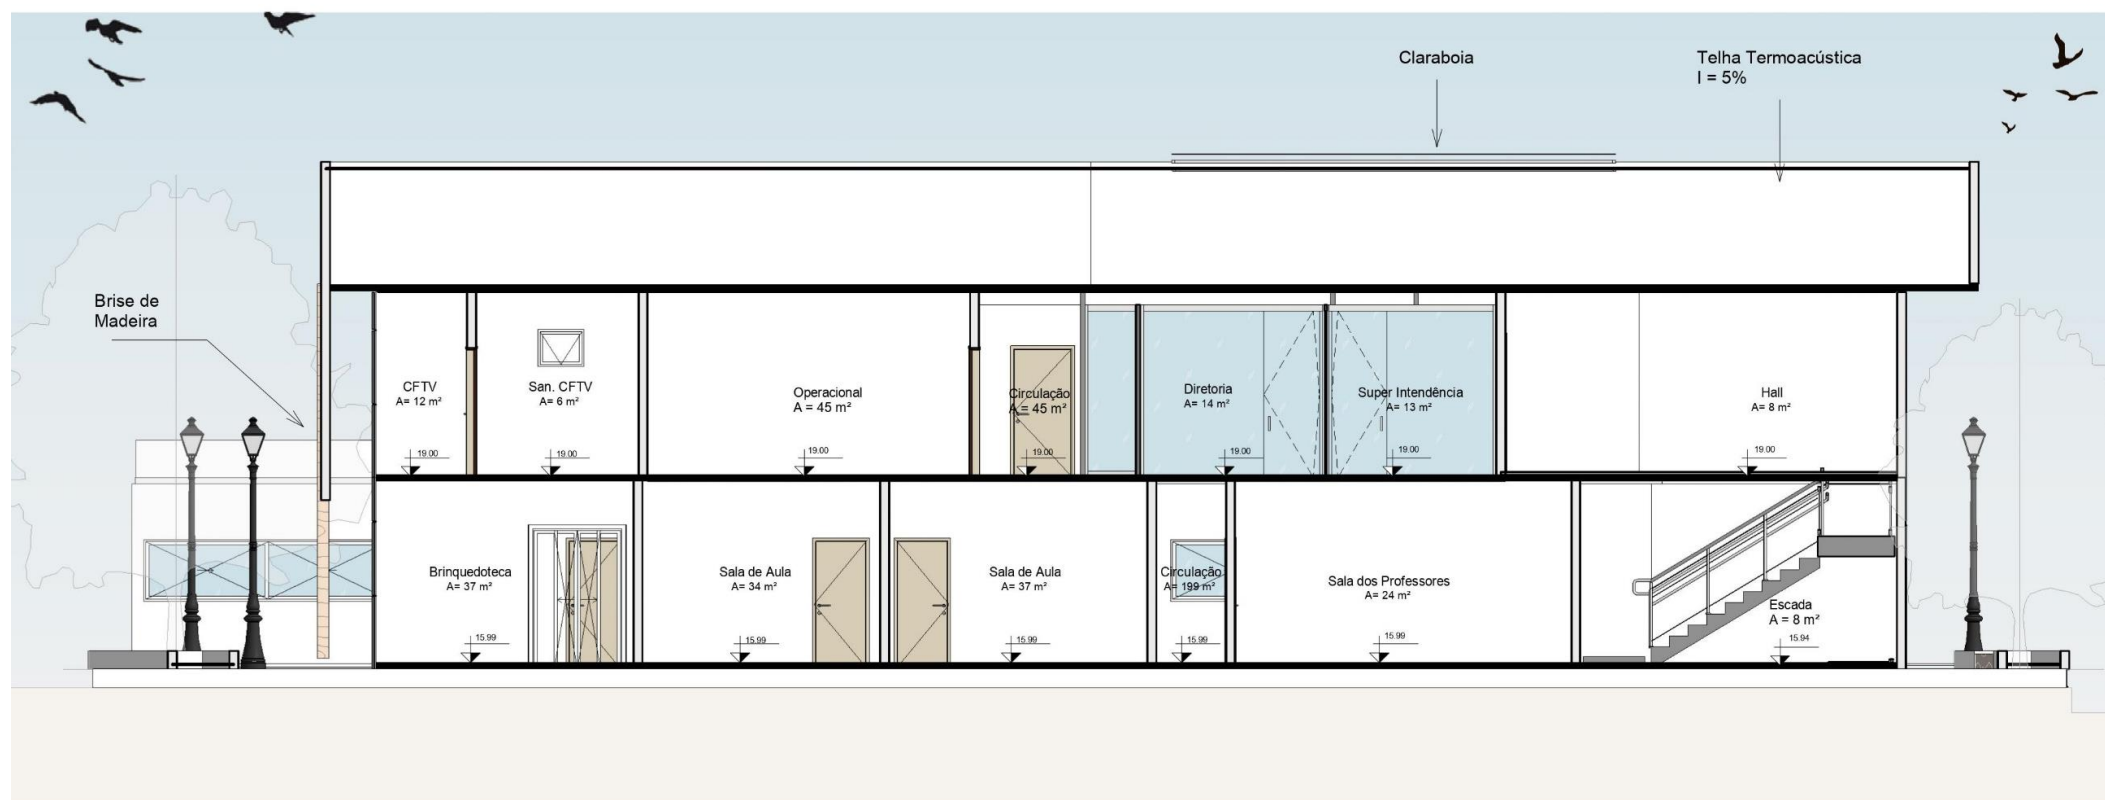 Claraboia
Telha Termoacústica
I = 5%
Brise de
Madeira
CFTV
A= 12 m²
San. CFTV
A= 6 m²
Operacional
A = 45 m²
Circulação
A = 45 m²
Diretoria
A= 14 m²
Super Intendência
A= 13 m²
Hall
A= 8 m²
19.00
19.00
19.00
19.00
19.00
19.00
19.00
Brinquedoteca
A= 37 m²
Sala de Aula
A= 34 m²
Sala de Aula
A= 37 m²
Circulação
A= 199 m²
Sala dos Professores
A= 24 m²
Escada
A = 8 m²
15.99
15.99
15.99
15.99
15.99
15.94